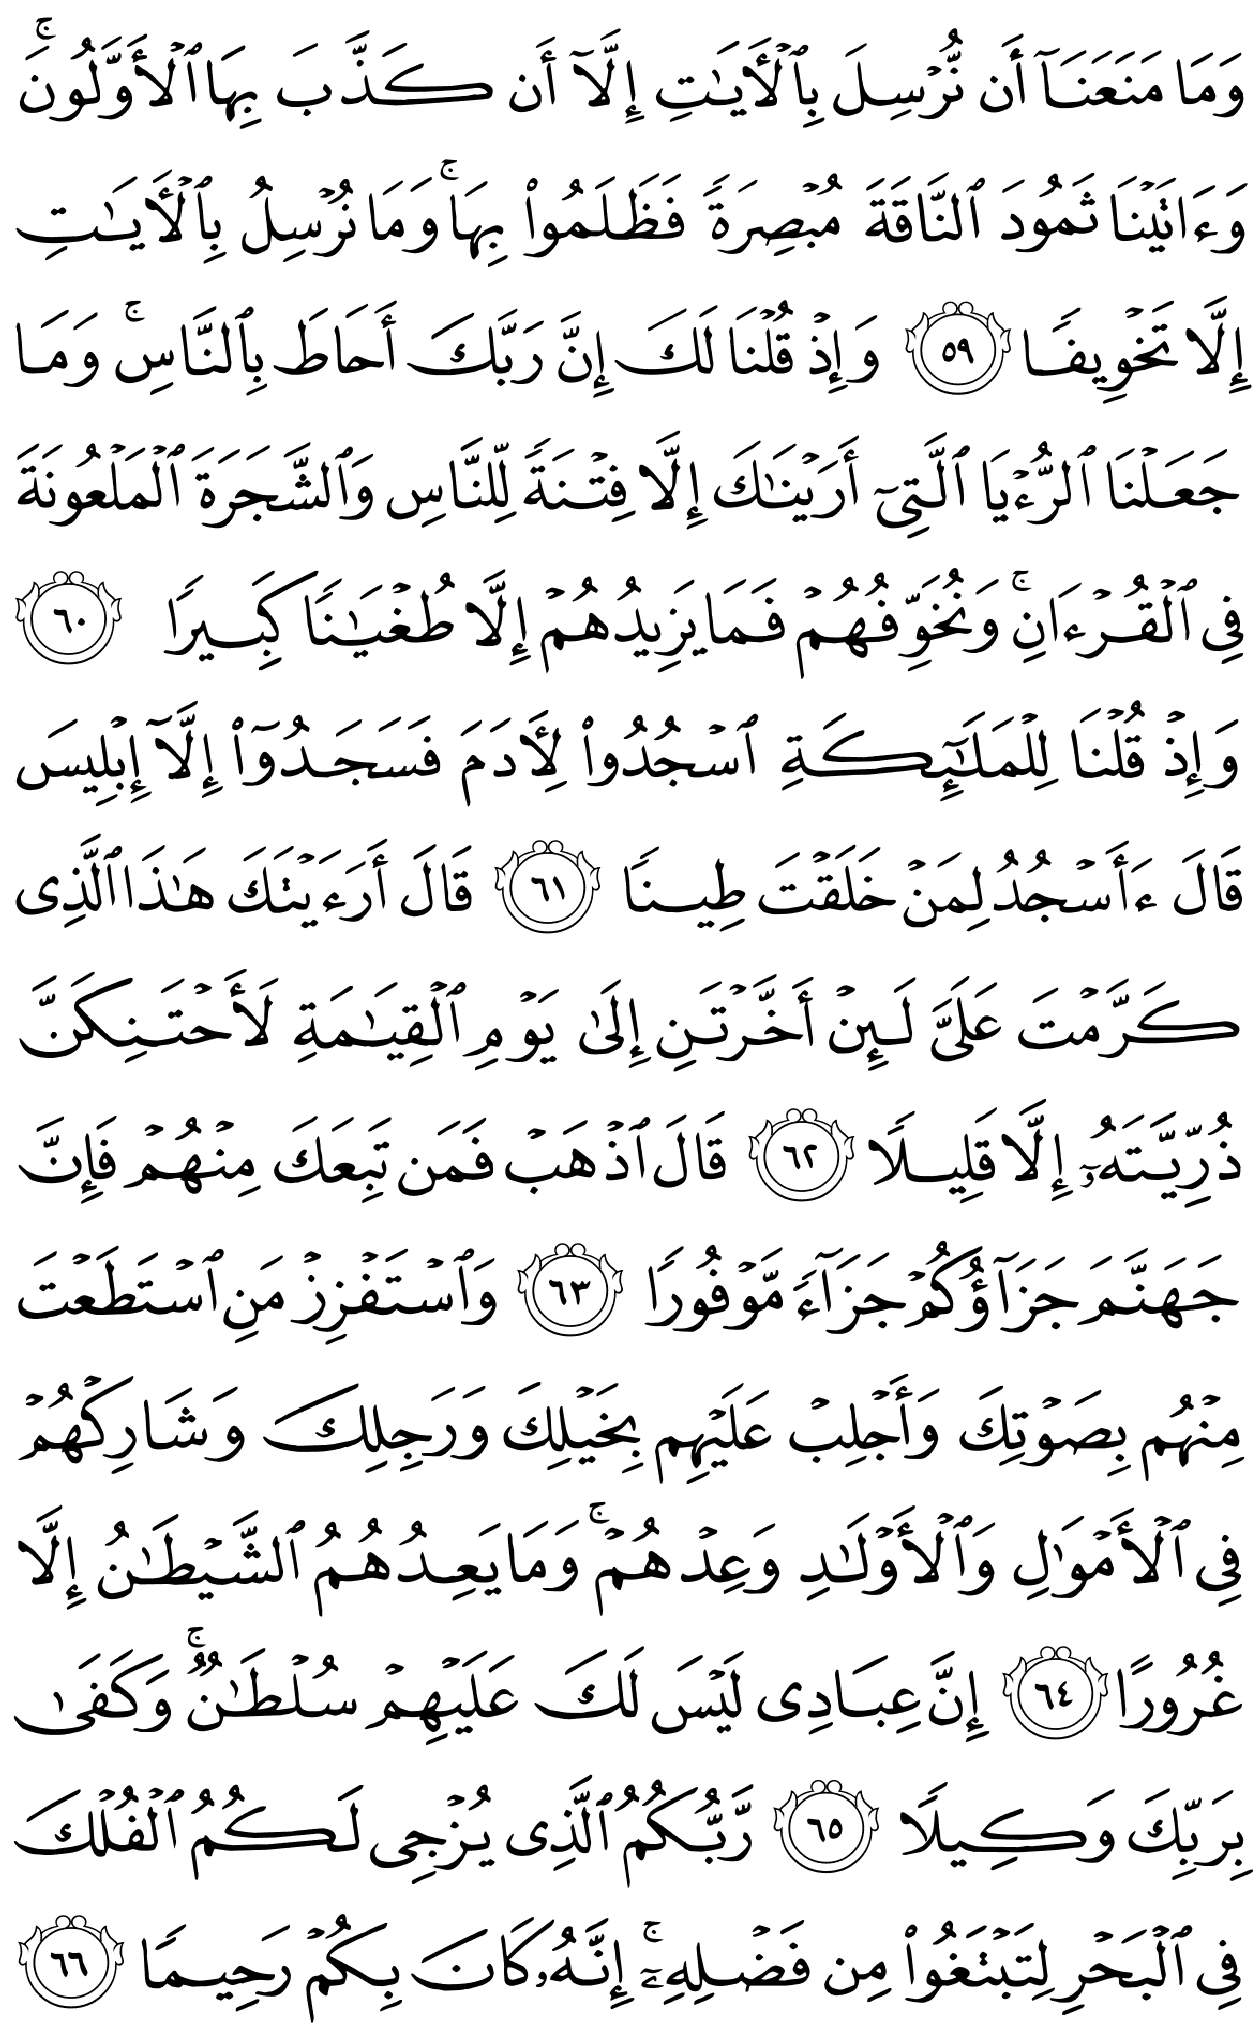 وَمَا مَنَعَنَآ أَن نُّرْسِلَ بِٱلْأَيَـٰتِ إِلَّآ أَن كَذَّبَ بِهَا ٱلْأَوَّلُونَ ۚ
وَءَاتَيْنَا ثَمُودَ ٱلنَّاقَةَ مُبْصِرَةً فَظَلَمُوا۟ بِهَا ۚ وَمَا نُرْسِلُ بِٱلْأَيَـٰتِ
إِلَّا تَخْوِيفًا ٥٩ وَإِذْ قُلْنَا لَكَ إِنَّ رَبَّكَ أَحَاطَ بِٱلنَّاسِ ۚ وَمَا
جَعَلْنَا ٱلرُّءْيَا ٱلَّتِىٓ أَرَيْنَـٰكَ إِلَّا فِتْنَةً لِّلنَّاسِ وَٱلشَّجَرَةَ ٱلْمَلْعُونَةَ
فِى ٱلْقُرْءَانِ ۚ وَنُخَوِّفُهُمْ فَمَا يَزِيدُهُمْ إِلَّا طُغْيَـٰنًا كَبِيرًا ٦٠
وَإِذْ قُلْنَا لِلْمَلَـٰٓئِكَةِ ٱسْجُدُوا۟ لِأَدَمَ فَسَجَدُوٓا۟ إِلَّآ إِبْلِيسَ
قَالَ ءَأَسْجُدُ لِمَنْ خَلَقْتَ طِينًا ٦١ قَالَ أَرَءَيْتَكَ هَـٰذَا ٱلَّذِى
كَرَّمْتَ عَلَىَّ لَئِنْ أَخَّرْتَنِ إِلَىٰ يَوْمِ ٱلْقِيَـٰمَةِ لَأَحْتَنِكَنَّ
ذُرِّيَّتَهُۥٓ إِلَّا قَلِيلًا ٦٢ قَالَ ٱذْهَبْ فَمَن تَبِعَكَ مِنْهُمْ فَإِنَّ
جَهَنَّمَ جَزَآؤُكُمْ جَزَآءً مَّوْفُورًا ٦٣ وَٱسْتَفْزِزْ مَنِ ٱسْتَطَعْتَ
مِنْهُم بِصَوْتِكَ وَأَجْلِبْ عَلَيْهِم بِخَيْلِكَ وَرَجِلِكَ وَشَارِكْهُمْ
فِى ٱلْأَمْوَٰلِ وَٱلْأَوْلَـٰدِ وَعِدْهُمْ ۚ وَمَا يَعِدُهُمُ ٱلشَّيْطَـٰنُ إِلَّا
غُرُورًا ٦٤ إِنَّ عِبَادِى لَيْسَ لَكَ عَلَيْهِمْ سُلْطَـٰنٌ ۚ وَكَفَىٰ
بِرَبِّكَ وَكِيلًا ٦٥ رَّبُّكُمُ ٱلَّذِى يُزْجِى لَكُمُ ٱلْفُلْكَ
فِى ٱلْبَحْرِ لِتَبْتَغُوا۟ مِن فَضْلِهِۦٓ ۚ إِنَّهُۥ كَانَ بِكُمْ رَحِيمًا ٦٦